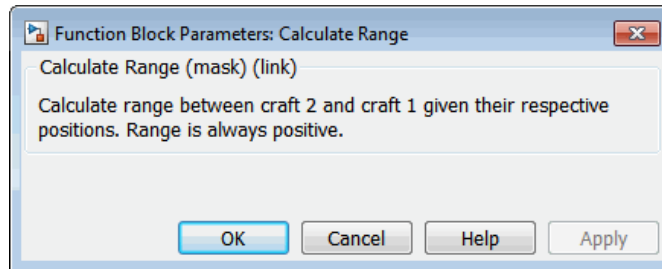 Function Block Parameters: Calculate Range
Calculate Range (mask) (link)
Calculate range between craft 2 and craft 1 given their respective
positions. Range is always positive.
OK Cancel Help Apply